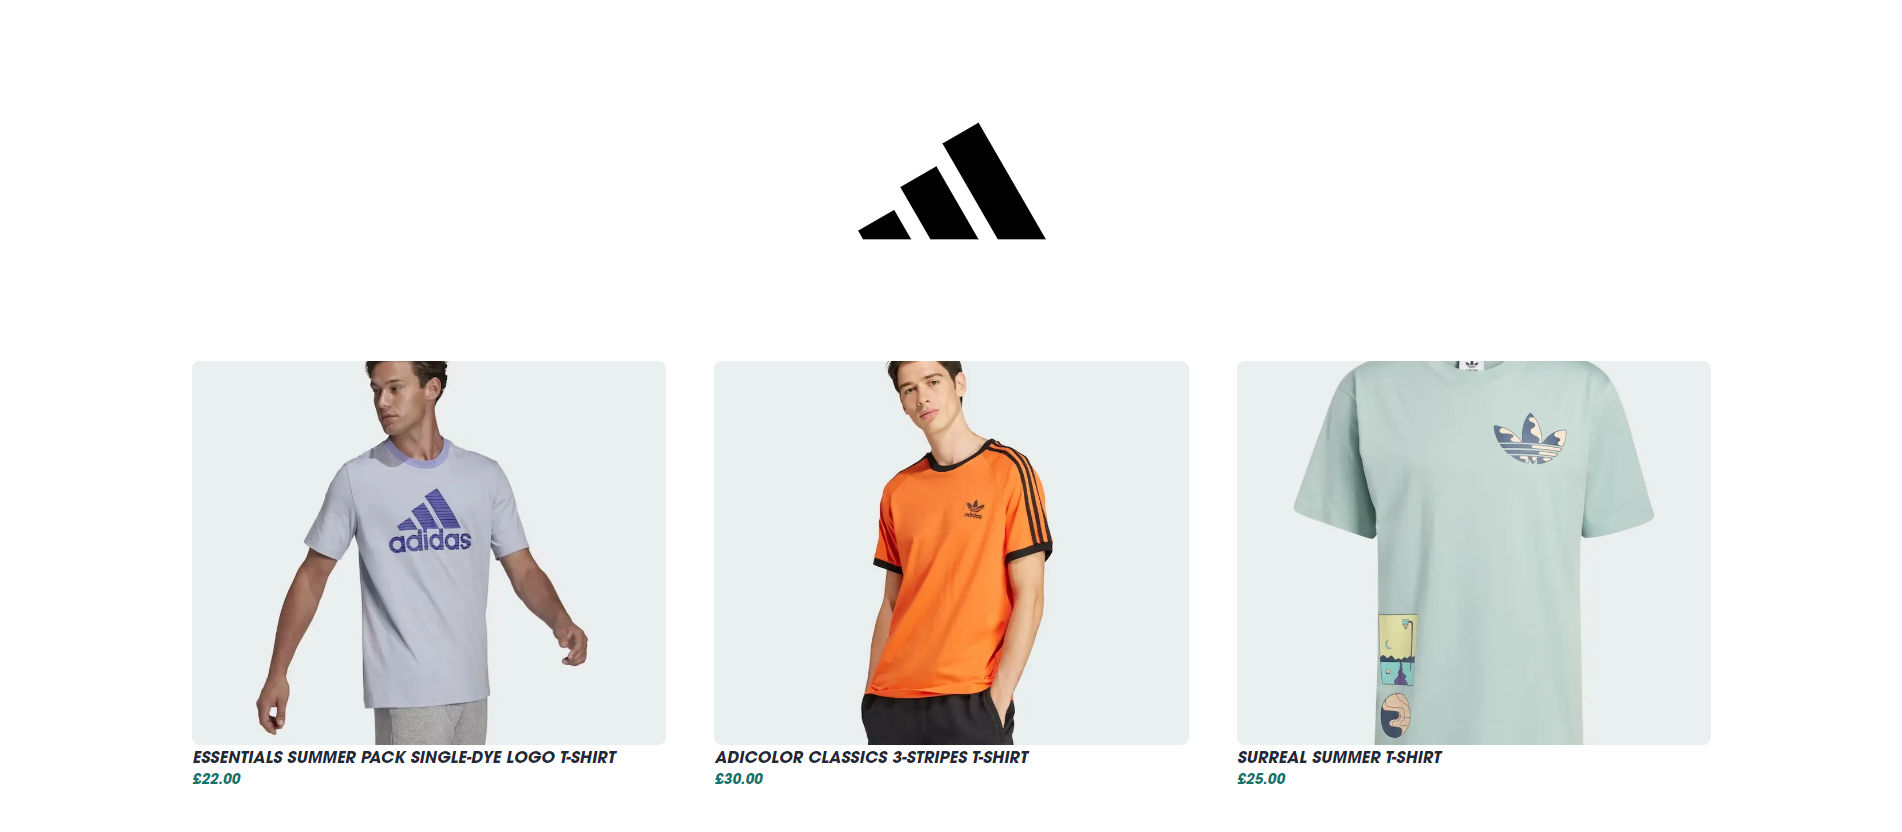 adidas
adidas
ESSENTIALS SUMMER PACK SINGLE-DYE LOGO T-SHIRT
£22.00
ADICOLOR CLASSICS 3-STRIPES T-SHIRT
£30.00
SURREAL SUMMER T-SHIRT
£25.00